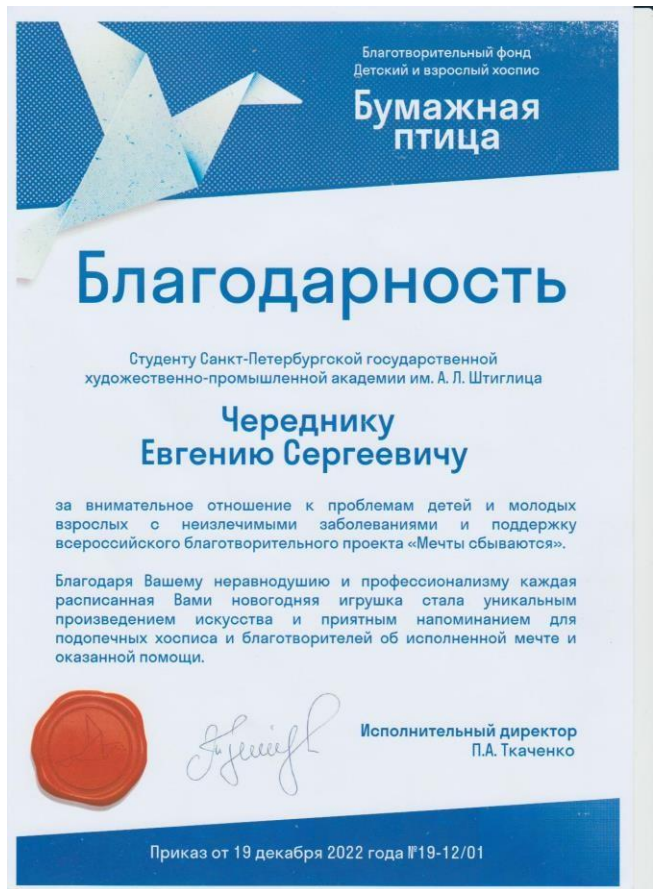 Благотворительный фонд
Детский и взрослый хоспис
Бумажная
птица
Благодарность
Студенту Санкт-Петербургской государственной
художественно-промышленной академии им. А. Л. Штиглица
Череднику
Евгению Сергеевичу
за внимательное отношение к проблемам детей и молодых
взрослых с неизлечимыми заболеваниями и поддержку
всероссийского благотворительного проекта «Мечты сбываются».
Благодаря Вашему неравнодушию и профессионализму каждая
расписанная Вами новогодняя игрушка стала уникальным
произведением искусства и приятным напоминанием для
подопечных хосписа и благотворителей об исполненной мечте и
оказанной помощи.
Исполнительный директор
П.А. Ткаченко
Приказ от 19 декабря 2022 года №19-12/01